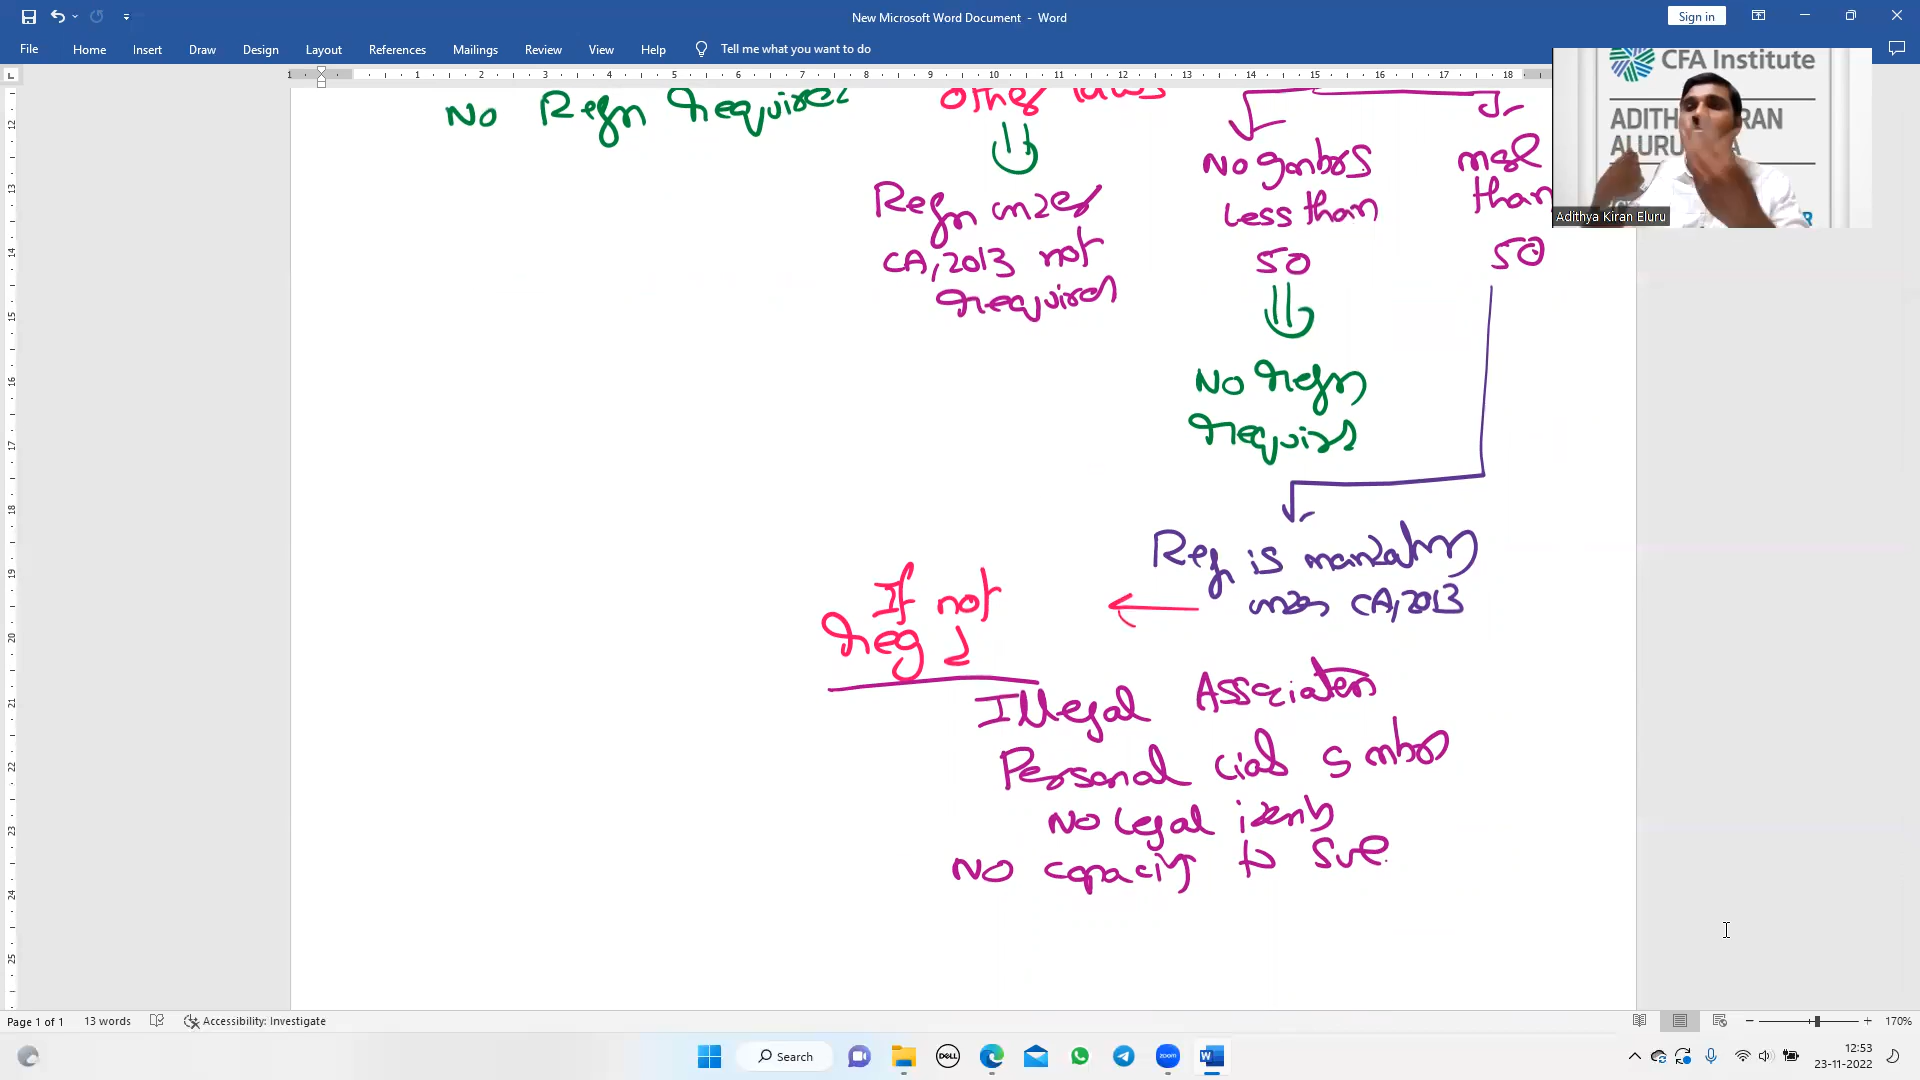 New Microsoft Word Document - Word
Sign in
File Home Insert Draw Design Layout References Mailings Review View Help Tell me what you want to do
CFA Institute
Adithya Kiran Eluru
No Regn required
other laws
Regn under
CA, 2013 not
required
No of mbrs
Less than
50
more
than
50
No regn
required
Reg is mandatory
under CA, 2013
If not
reg d
Illegal Association
Personal liab s mbrs
No Legal identy
No capacity to sue
Page 1 of 1 13 words Accessibility: Investigate 170%
Search
DELL
zoom
12:53
23-11-2022